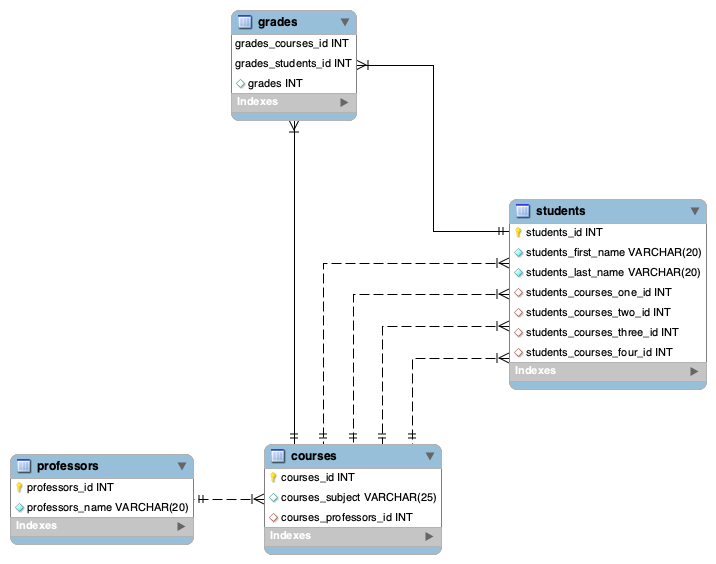 grades
grades_courses_id INT
grades_students_id INT
grades INT
Indexes
students
students_id INT
students_first_name VARCHAR(20)
students_last_name VARCHAR(20)
students_courses_one_id INT
students_courses_two_id INT
students_courses_three_id INT
students_courses_four_id INT
Indexes
professors
professors_id INT
professors_name VARCHAR(20)
Indexes
courses
courses_id INT
courses_subject VARCHAR(25)
courses_professors_id INT
Indexes